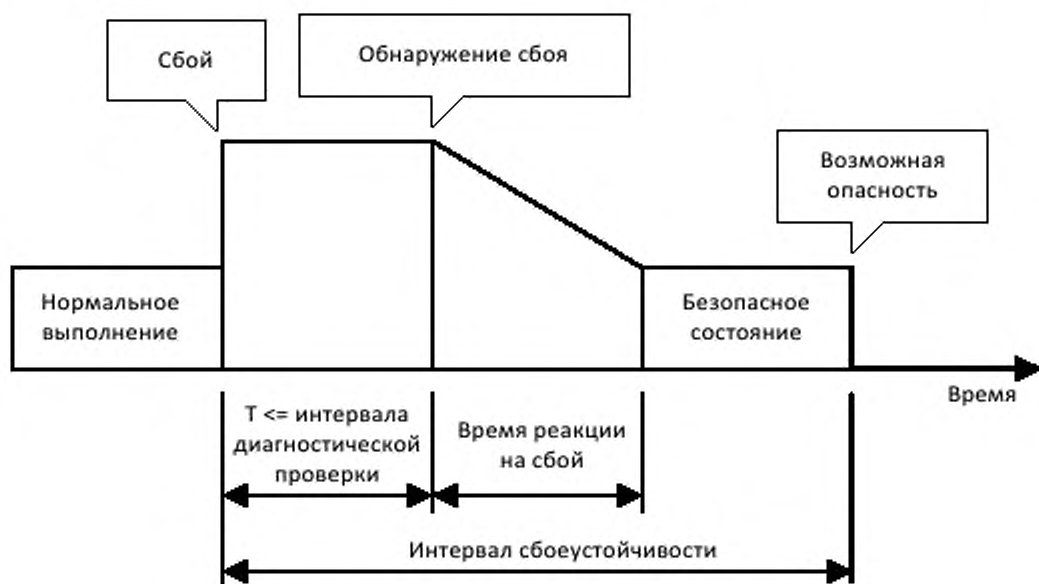 Сбой
Обнаружение сбоя
Возможная
опасность
Нормальное
выполнение
Безопасное
состояние
Время
T <= интервала
диагностической
проверки
Время реакции
на сбой
Интервал сбоеустойчивости